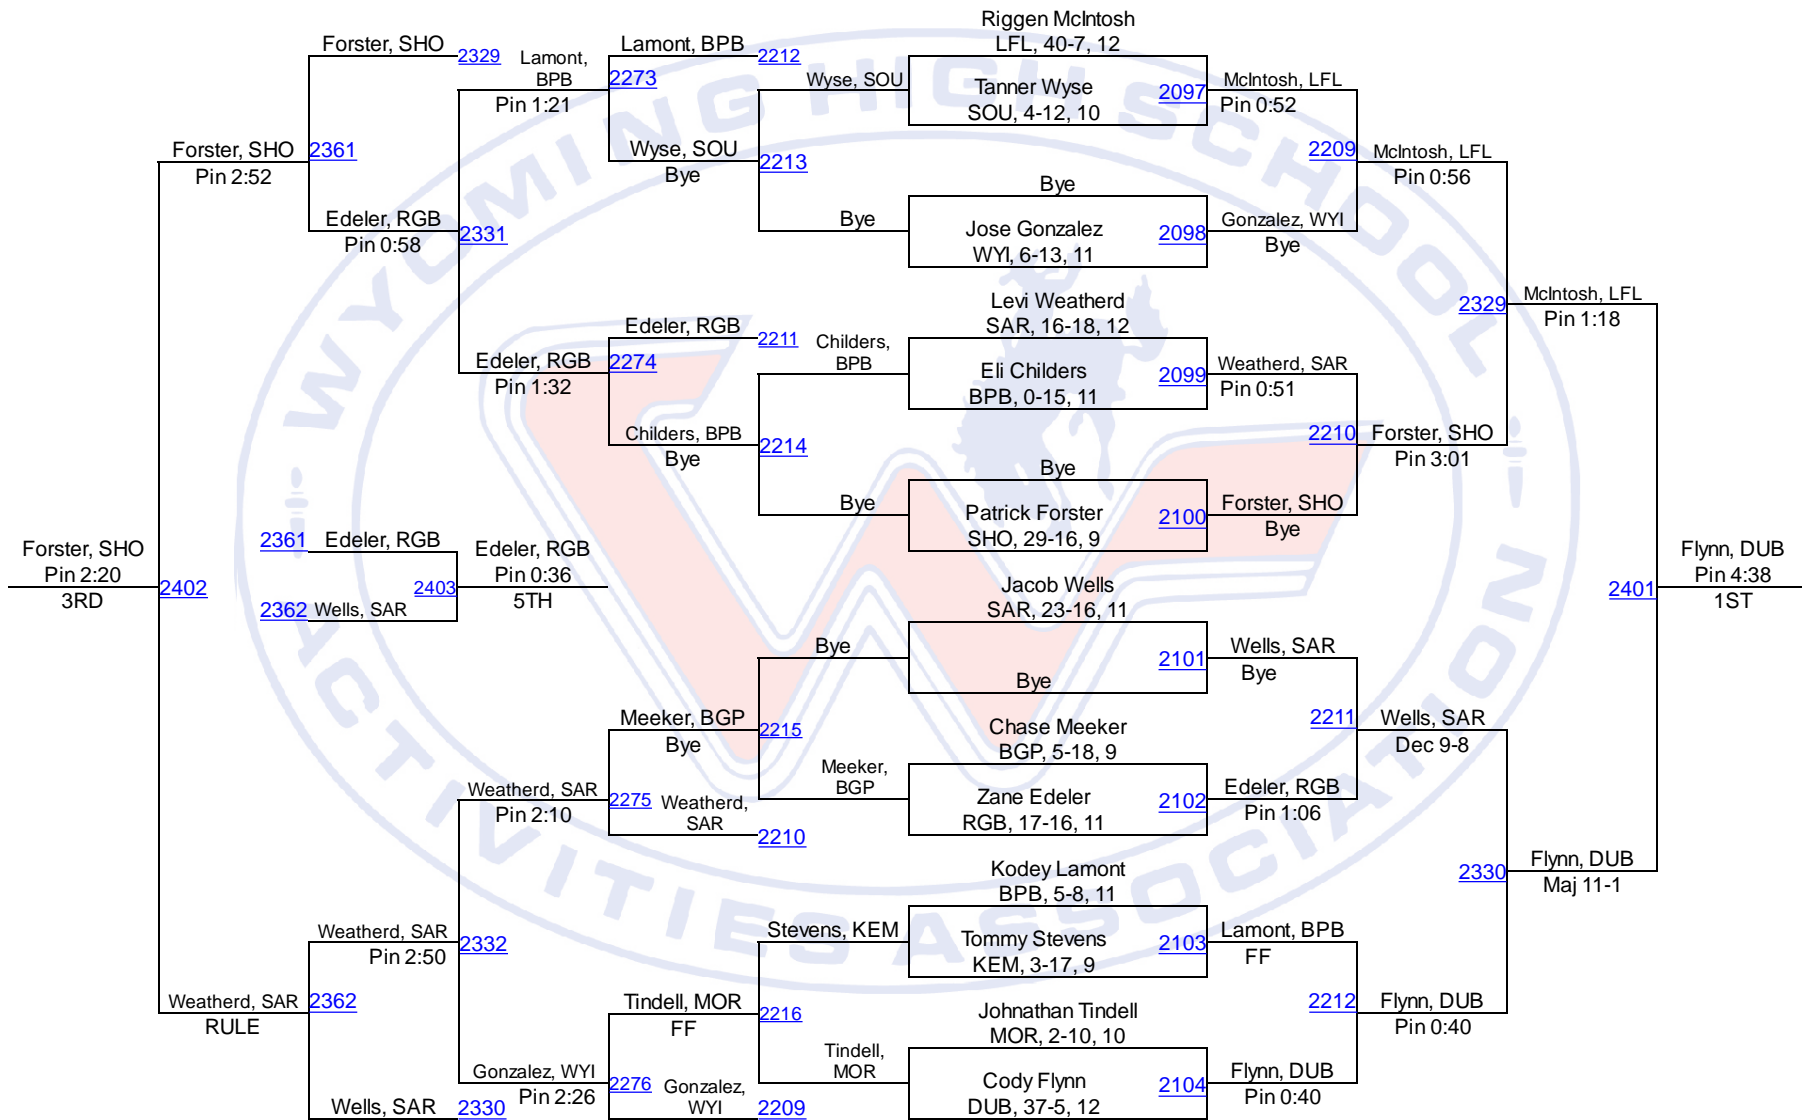 Riggen McIntosh
LFL, 40-7, 12
Forster, SHO
2329
Lamont,
BPB
Pin 1:21
2273
Lamont, BPB
2212
Wyse, SOU
Tanner Wyse
SOU, 4-12, 10
2097
McIntosh, LFL
Pin 0:52
Forster, SHO
Pin 2:52
2361
Wyse, SOU
Bye
2213
2209
McIntosh, LFL
Pin 0:56
Bye
Edeler, RGB
Pin 0:58
2331
Bye
Jose Gonzalez
WYI, 6-13, 11
2098
Gonzalez, WYI
Bye
Levi Weatherd
SAR, 16-18, 12
2329
McIntosh, LFL
Pin 1:18
Edeler, RGB
Pin 1:32
2274
Edeler, RGB
2211
Childers,
BPB
Eli Childers
BPB, 0-15, 11
2099
Weatherd, SAR
Pin 0:51
Childers, BPB
Bye
2214
2210
Forster, SHO
Pin 3:01
Bye
Bye
Patrick Forster
SHO, 29-16, 9
2100
Forster, SHO
Bye
Forster, SHO
Pin 2:20
3RD
2402
2361
Edeler, RGB
2362
Wells, SAR
2403
Edeler, RGB
Pin 0:36
5TH
Jacob Wells
SAR, 23-16, 11
2401
Flynn, DUB
Pin 4:38
1ST
Bye
Bye
2101
Wells, SAR
Bye
Meeker, BGP
Bye
2215
Chase Meeker
BGP, 5-18, 9
2211
Wells, SAR
Dec 9-8
Weatherd, SAR
Pin 2:10
2275
Weatherd,
SAR
2210
Meeker,
BGP
Zane Edeler
RGB, 17-16, 11
2102
Edeler, RGB
Pin 1:06
Kodey Lamont
BPB, 5-8, 11
2330
Flynn, DUB
Maj 11-1
Weatherd, SAR
Pin 2:50
2332
Stevens, KEM
Tommy Stevens
KEM, 3-17, 9
2103
Lamont, BPB
FF
Weatherd, SAR
RULE
2362
Tindell, MOR
FF
2216
Johnathan Tindell
MOR, 2-10, 10
2212
Flynn, DUB
Pin 0:40
Gonzalez, WYI
Pin 2:26
2276
Gonzalez,
WYI
2209
Tindell,
MOR
Cody Flynn
DUB, 37-5, 12
2104
Flynn, DUB
Pin 0:40
Wells, SAR
2330
WYOMING HIGH SCHOOL
ACTIVITIES ASSOCIATION